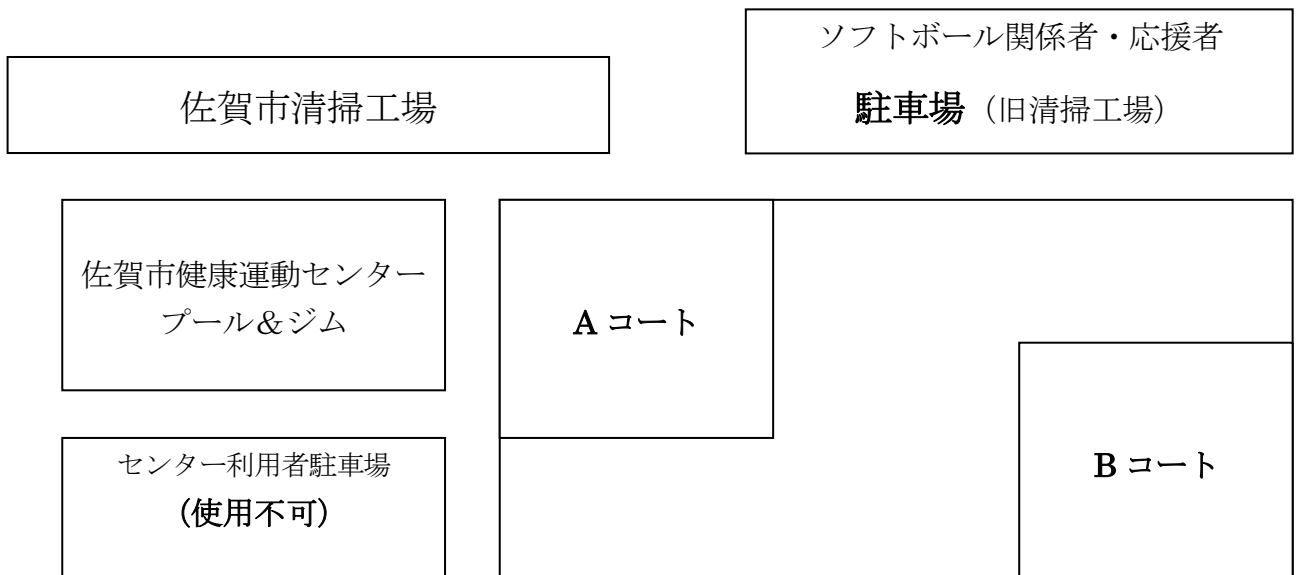 ソフトボール関係者・応援者
駐車場（旧清掃工場）
佐賀市清掃工場
佐賀市健康運動センター
プール＆ジム
A コート
センター利用者駐車場
(使用不可)
B コート